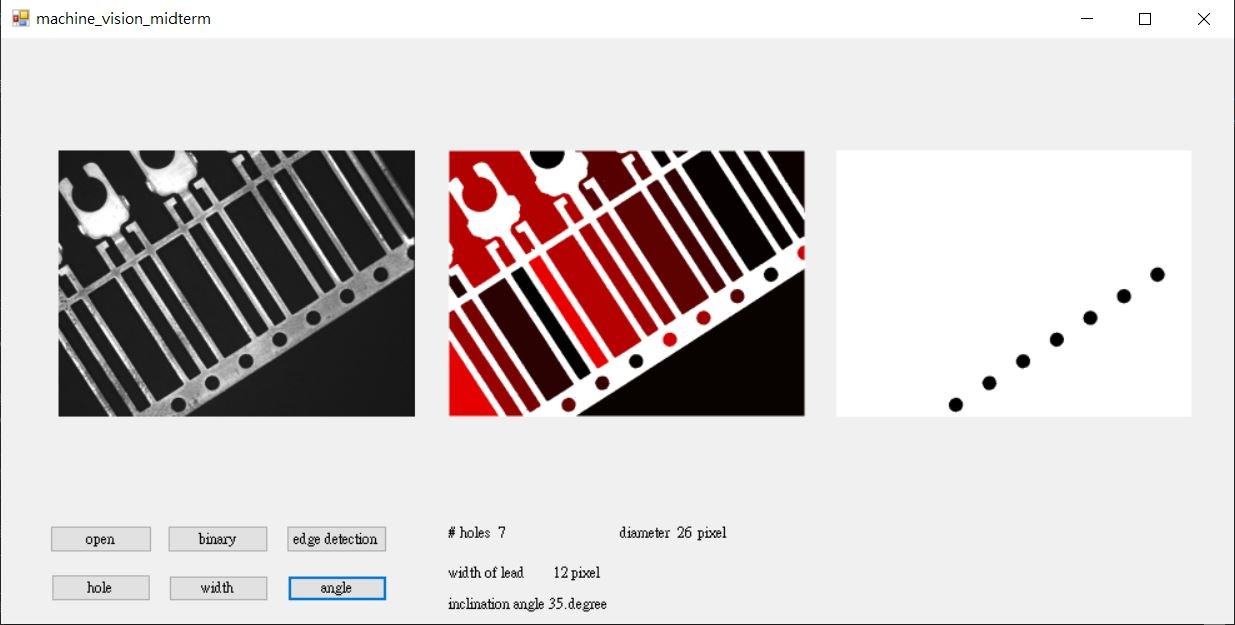 machine_vision_midterm
open binary edge detection
# holes 7 diameter 26 pixel
width of lead 12 pixel
hole width angle
inclination angle 35.degree